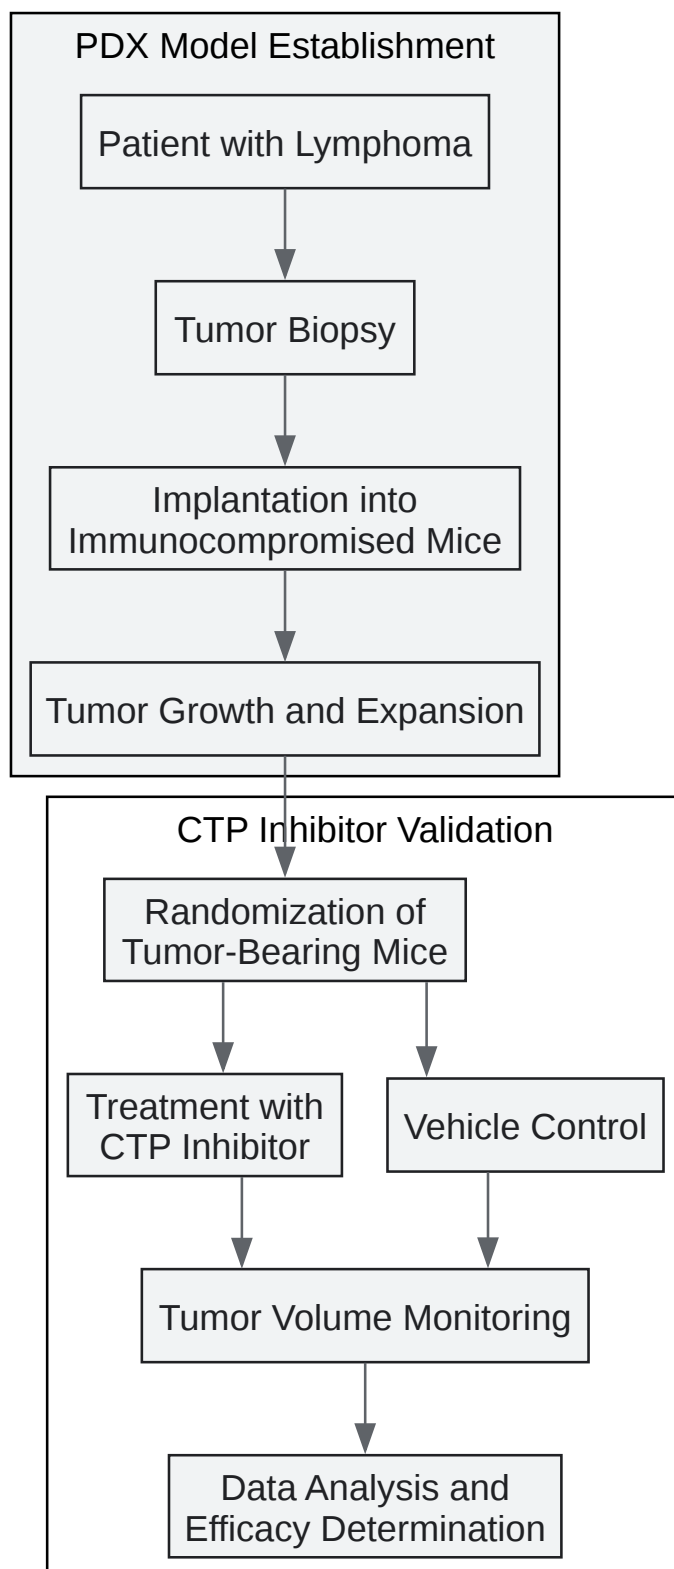 PDX Model Establishment
Patient with Lymphoma
Tumor Biopsy
Implantation into
Immunocompromised Mice
Tumor Growth and Expansion
CTP Inhibitor Validation
Randomization of
Tumor-Bearing Mice
Treatment with
CTP Inhibitor
Vehicle Control
Tumor Volume Monitoring
Data Analysis and
Efficacy Determination